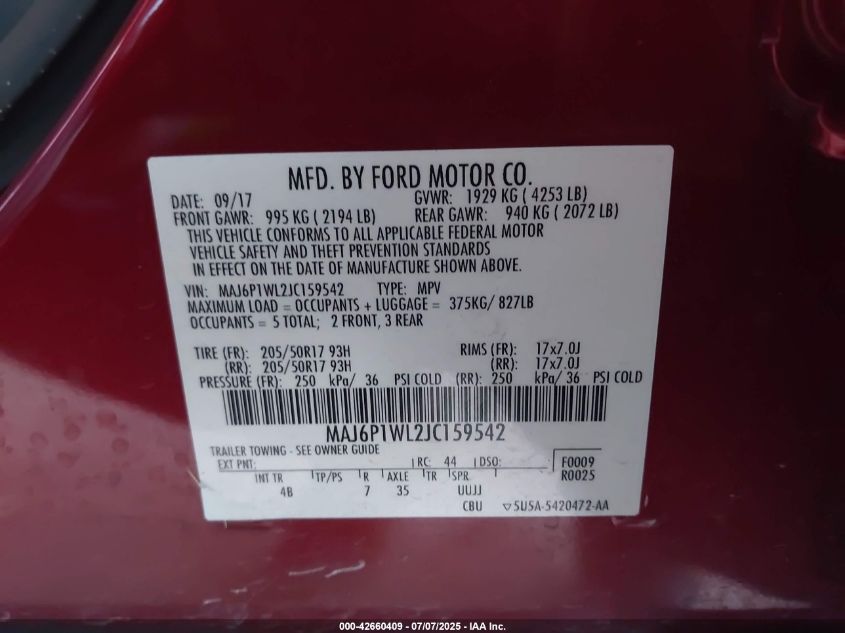 MFD. BY FORD MOTOR CO.
DATE: 09/17 GVWR: 1929 KG ( 4253 LB)
FRONT GAWR: 995 KG ( 2194 LB) REAR GAWR: 940 KG ( 2072 LB)
THIS VEHICLE CONFORMS TO ALL APPLICABLE FEDERAL MOTOR
VEHICLE SAFETY AND THEFT PREVENTION STANDARDS
IN EFFECT ON THE DATE OF MANUFACTURE SHOWN ABOVE.
VIN: MAJ6P1WL2JC159542 TYPE: MPV
MAXIMUM LOAD = OCCUPANTS + LUGGAGE = 375KG/ 827LB
OCCUPANTS = 5 TOTAL; 2 FRONT, 3 REAR
TIRE (FR): 205/50R17 93H RIMS (FR): 17x7.0J
(RR): 205/50R17 93H (RR): 17x7.0J
PRESSURE (FR): 250 kPa/ 36 PSI COLD (RR): 250 kPa/ 36 PSI COLD
MAJ6P1WL2JC159542
TRAILER TOWING - SEE OWNER GUIDE
EXT PNT: RC: 44 DSO: F0009
INT TR TP/PS R AXLE TR SPR R0025
4B 7 35 UUJJ
CBU 5U5A-5420472-AA
000-42660409 - 07/07/2025 - IAA Inc.